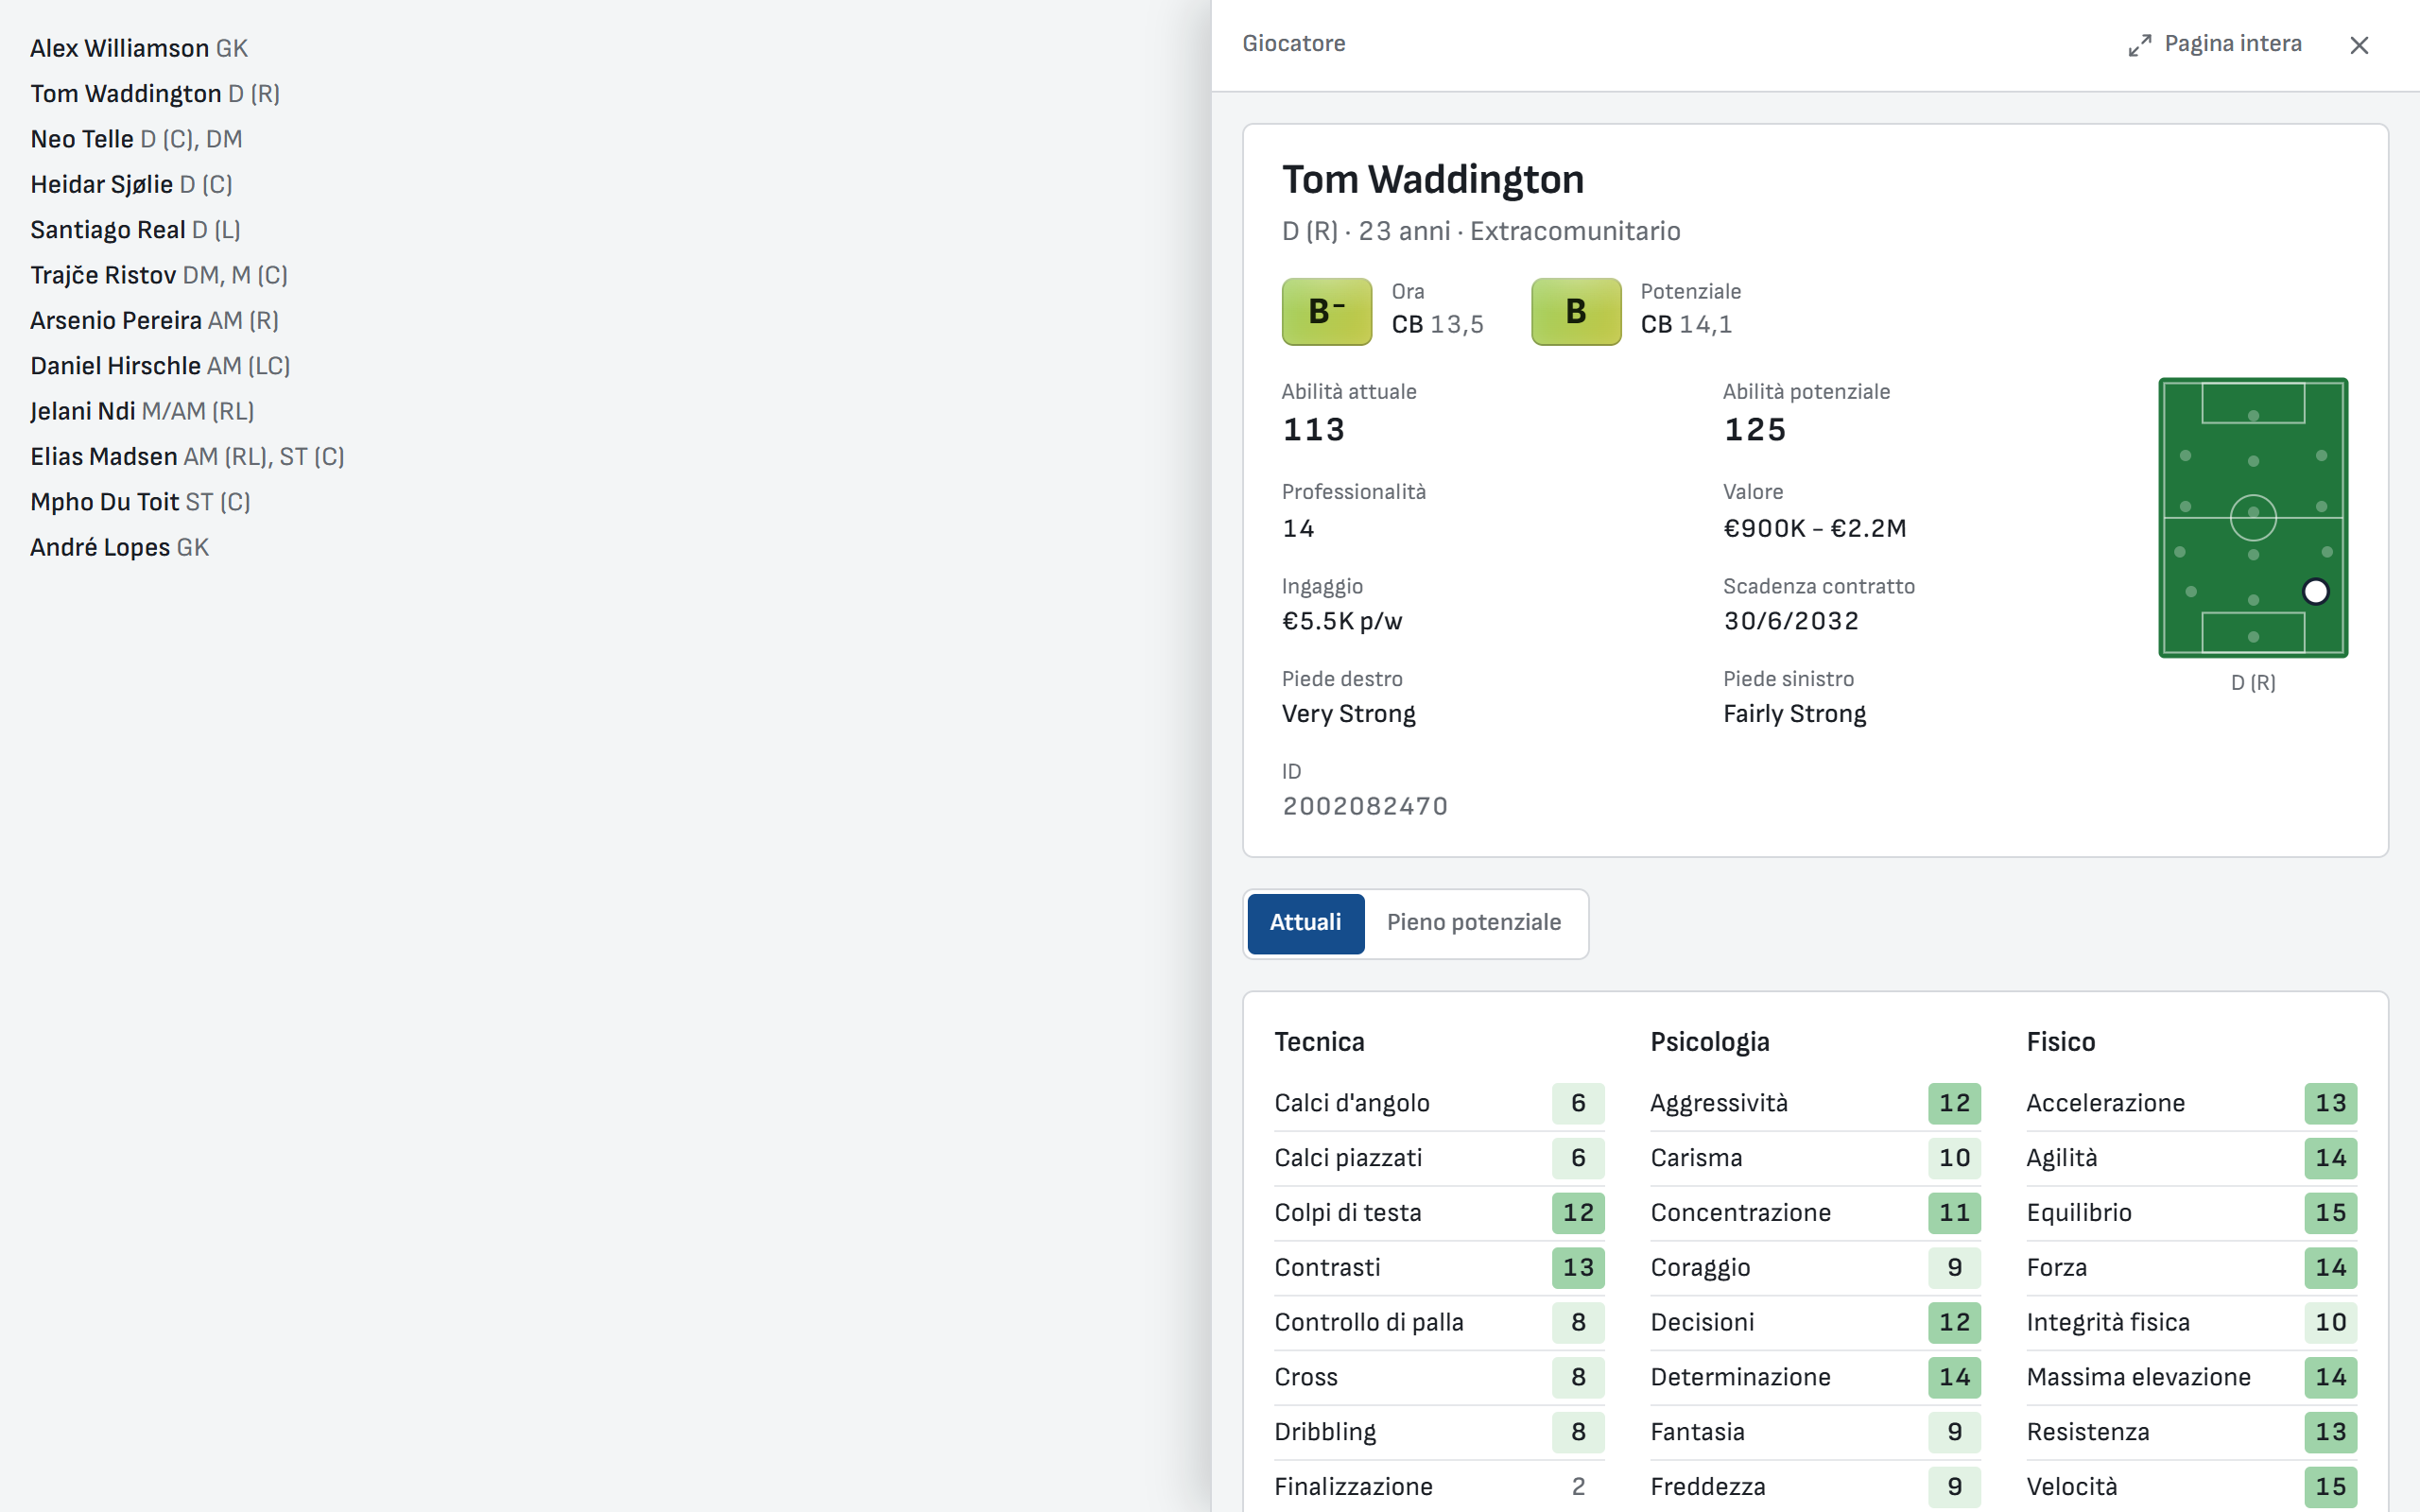 Alex Williamson GK
Tom Waddington D (R)
Neo Telle D (C), DM
Heidar Sjølie D (C)
Santiago Real D (L)
Trajče Ristov DM, M (C)
Arsenio Pereira AM (R)
Daniel Hirschle AM (LC)
Jelani Ndi M/AM (RL)
Elias Madsen AM (RL), ST (C)
Mpho Du Toit ST (C)
André Lopes GK
Giocatore
Pagina intera
Tom Waddington
D (R) · 23 anni · Extracomunitario
B-
Ora
CB 13,5
B
Potenziale
CB 14,1
Abilità attuale
113
Abilità potenziale
125
Professionalità
14
Valore
€900K - €2.2M
Ingaggio
€5.5K p/w
Scadenza contratto
30/6/2032
Piede destro
Very Strong
Piede sinistro
Fairly Strong
ID
2002082470
D (R)
Attuali
Pieno potenziale
Tecnica
Calci d'angolo 6
Calci piazzati 6
Colpi di testa 12
Contrasti 13
Controllo di palla 8
Cross 8
Dribbling 8
Finalizzazione 2
Psicologia
Aggressività 12
Carisma 10
Concentrazione 11
Coraggio 9
Decisioni 12
Determinazione 14
Fantasia 9
Freddezza 9
Fisico
Accelerazione 13
Agilità 14
Equilibrio 15
Forza 14
Integrità fisica 10
Massima elevazione 14
Resistenza 13
Velocità 15